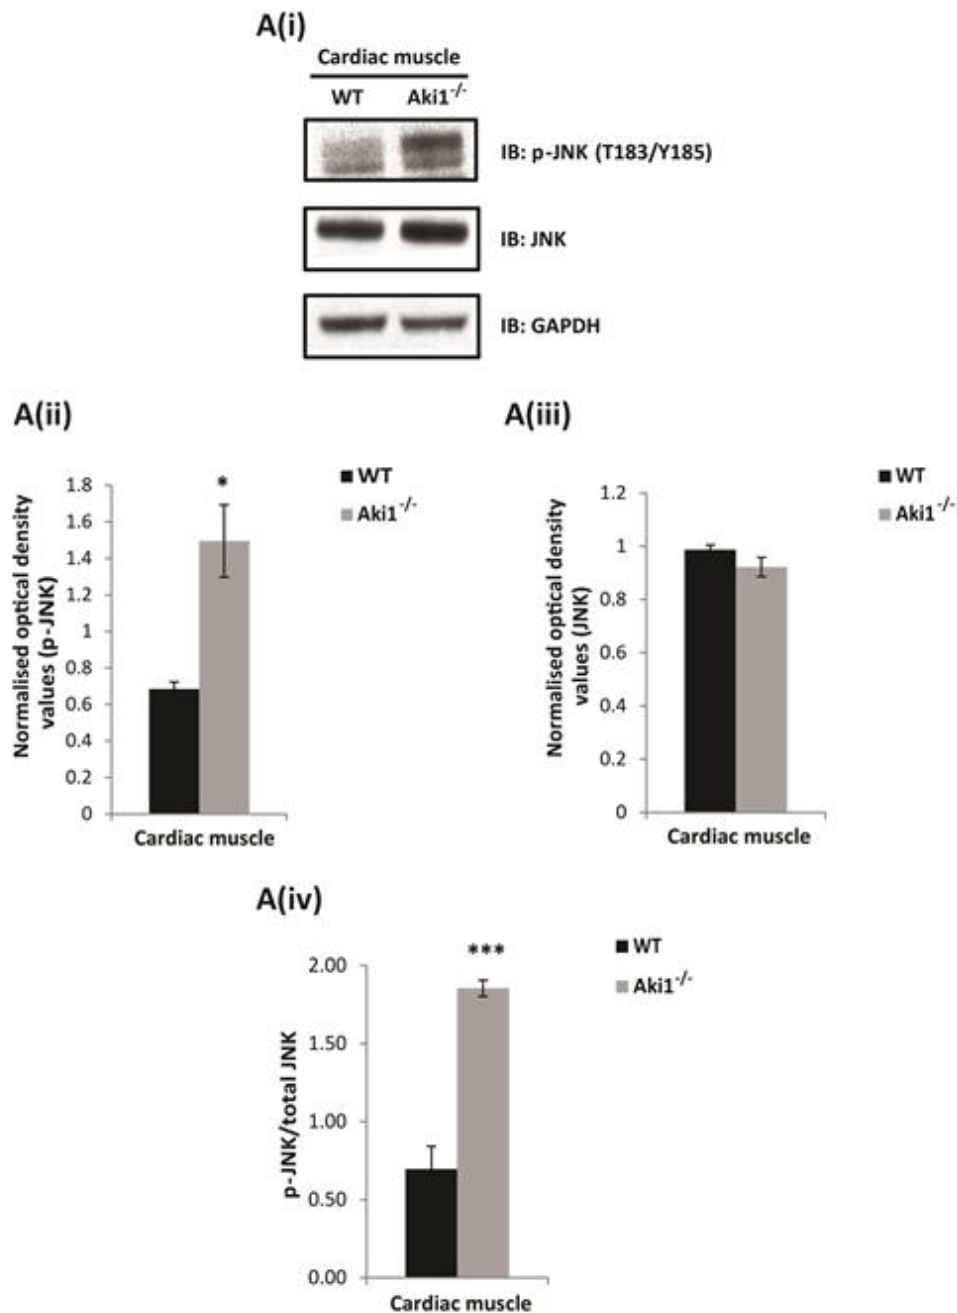 A(i)
Cardiac muscle
WT Aki1-/-
IB: p-JNK (T183/Y185)
IB: JNK
IB: GAPDH
A(ii)
Normalised optical density
values (p-JNK)
1.8
1.6
1.4
1.2
1
0.8
0.6
0.4
0.2
0
*
WT
Aki1-/-
Cardiac muscle
A(iii)
Normalised optical density
values (JNK)
1.2
1
0.8
0.6
0.4
0.2
0
WT
Aki1-/-
Cardiac muscle
A(iv)
p-JNK/total JNK
2.00
1.50
1.00
0.50
0.00
***
WT
Aki1-/-
Cardiac muscle